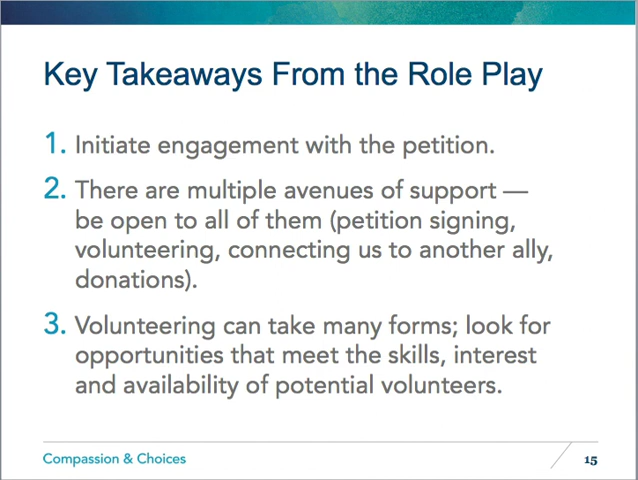 Key Takeaways From the Role Play
1. Initiate engagement with the petition.
2. There are multiple avenues of support —
be open to all of them (petition signing,
volunteering, connecting us to another ally,
donations).
3. Volunteering can take many forms; look for
opportunities that meet the skills, interest
and availability of potential volunteers.
Compassion & Choices
15